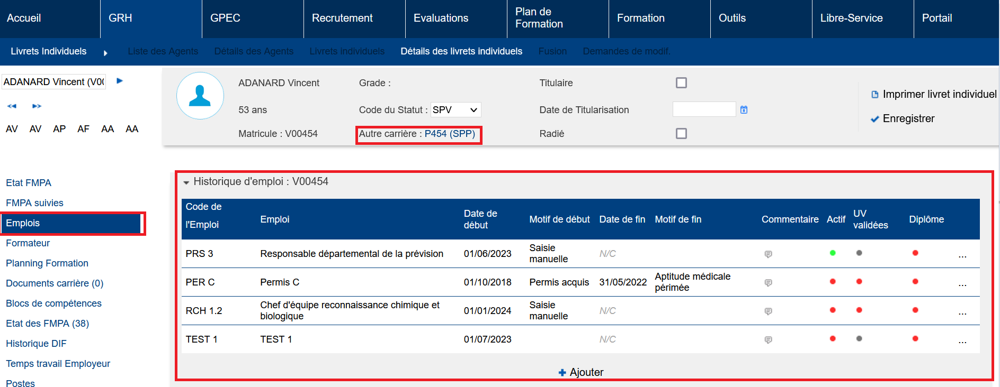 Accueil
GRH
GPEC
Recrutement
Evaluations
Plan de
Formation
Formation
Outils
Libre-Service
Portail
Livrets Individuels
Liste des Agents
Détails des Agents
Livrets individuels
Détails des livrets individuels
Fusion
Demandes de modif.
ADANARD Vincent (V0
AV AV AP AF AA AA
ADANARD Vincent
53 ans
Matricule : V00454
Grade :
Code du Statut : SPV
Autre carrière : P454 (SPP)
Titulaire
Date de Titularisation
Radié
Imprimer livret individuel
Enregistrer
Etat FMPA
FMPA suivies
Emplois
Formateur
Planning Formation
Documents carrière (0)
Blocs de compétences
Etat des FMPA (38)
Historique DIF
Temps travail Employeur
Postes
Historique d'emploi : V00454
Code de
l'Emploi
Emploi
Date de
début
Motif de début
Date de fin
Motif de fin
Commentaire
Actif
UV
validées
Diplôme
PRS 3
Responsable départemental de la prévision
01/06/2023
Saisie
manuelle
N/C
...
PER C
Permis C
01/10/2018
Permis acquis
31/05/2022
Aptitude médicale
périmée
...
RCH 1.2
Chef d'équipe reconnaissance chimique et
biologique
01/01/2024
Saisie
manuelle
N/C
...
TEST 1
TEST 1
01/07/2023
N/C
...
Ajouter